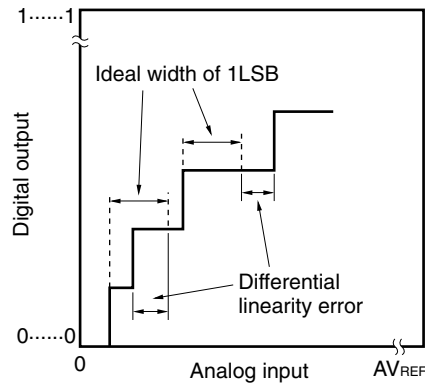 1......1
Ideal width of 1LSB
Digital output
Differential
linearity error
0......0
0
Analog input
AVREF